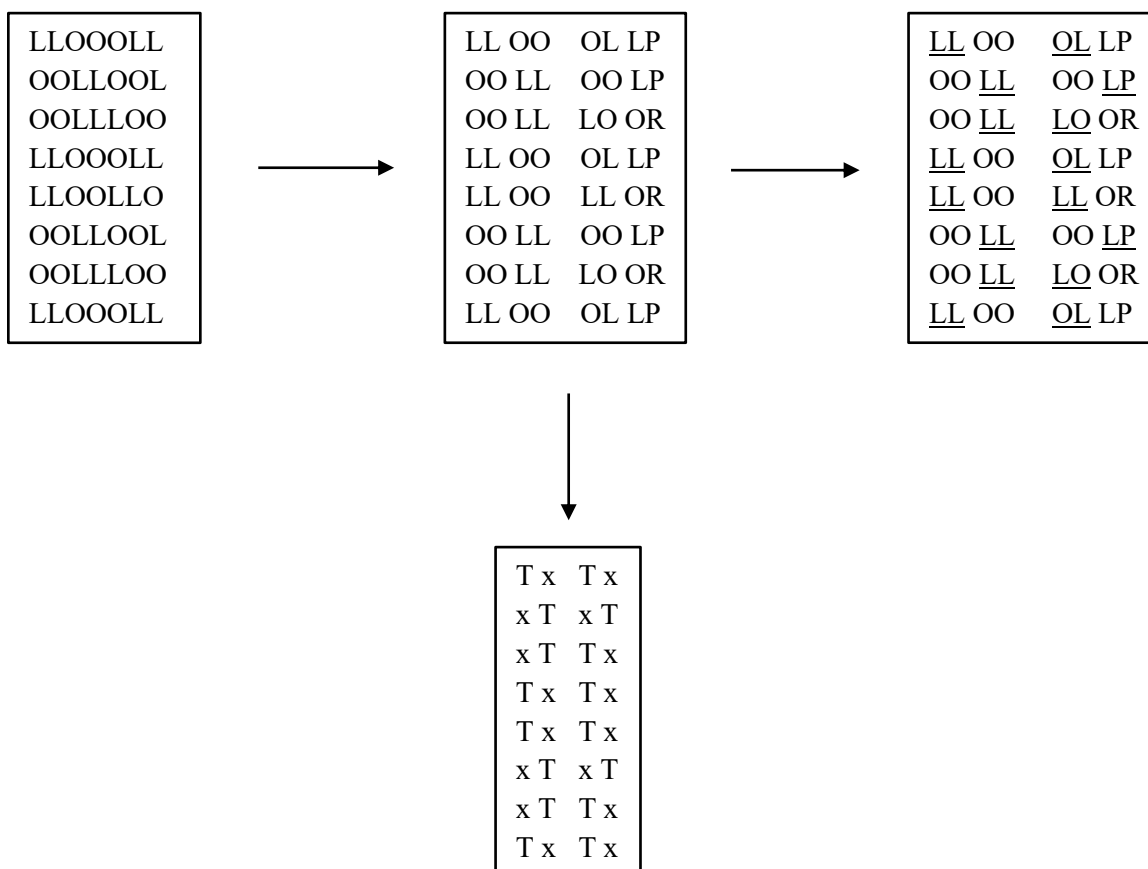 LLOOOLL
OOLLOOL
OOLLLOO
LLOOOLL
LLOOLLO
OOLLOOL
OOLLLOO
LLOOOLL
LL OO OL LP
OO LL OO LP
OO LL LO OR
LL OO OL LP
LL OO LL OR
OO LL OO LP
OO LL LO OR
LL OO OL LP
LL OO OL LP
OO LL OO LP
OO LL LO OR
LL OO OL LP
LL OO LL OR
OO LL OO LP
OO LL LO OR
LL OO OL LP
T x T x
x T x T
x T T x
T x T x
T x T x
x T x T
x T T x
T x T x